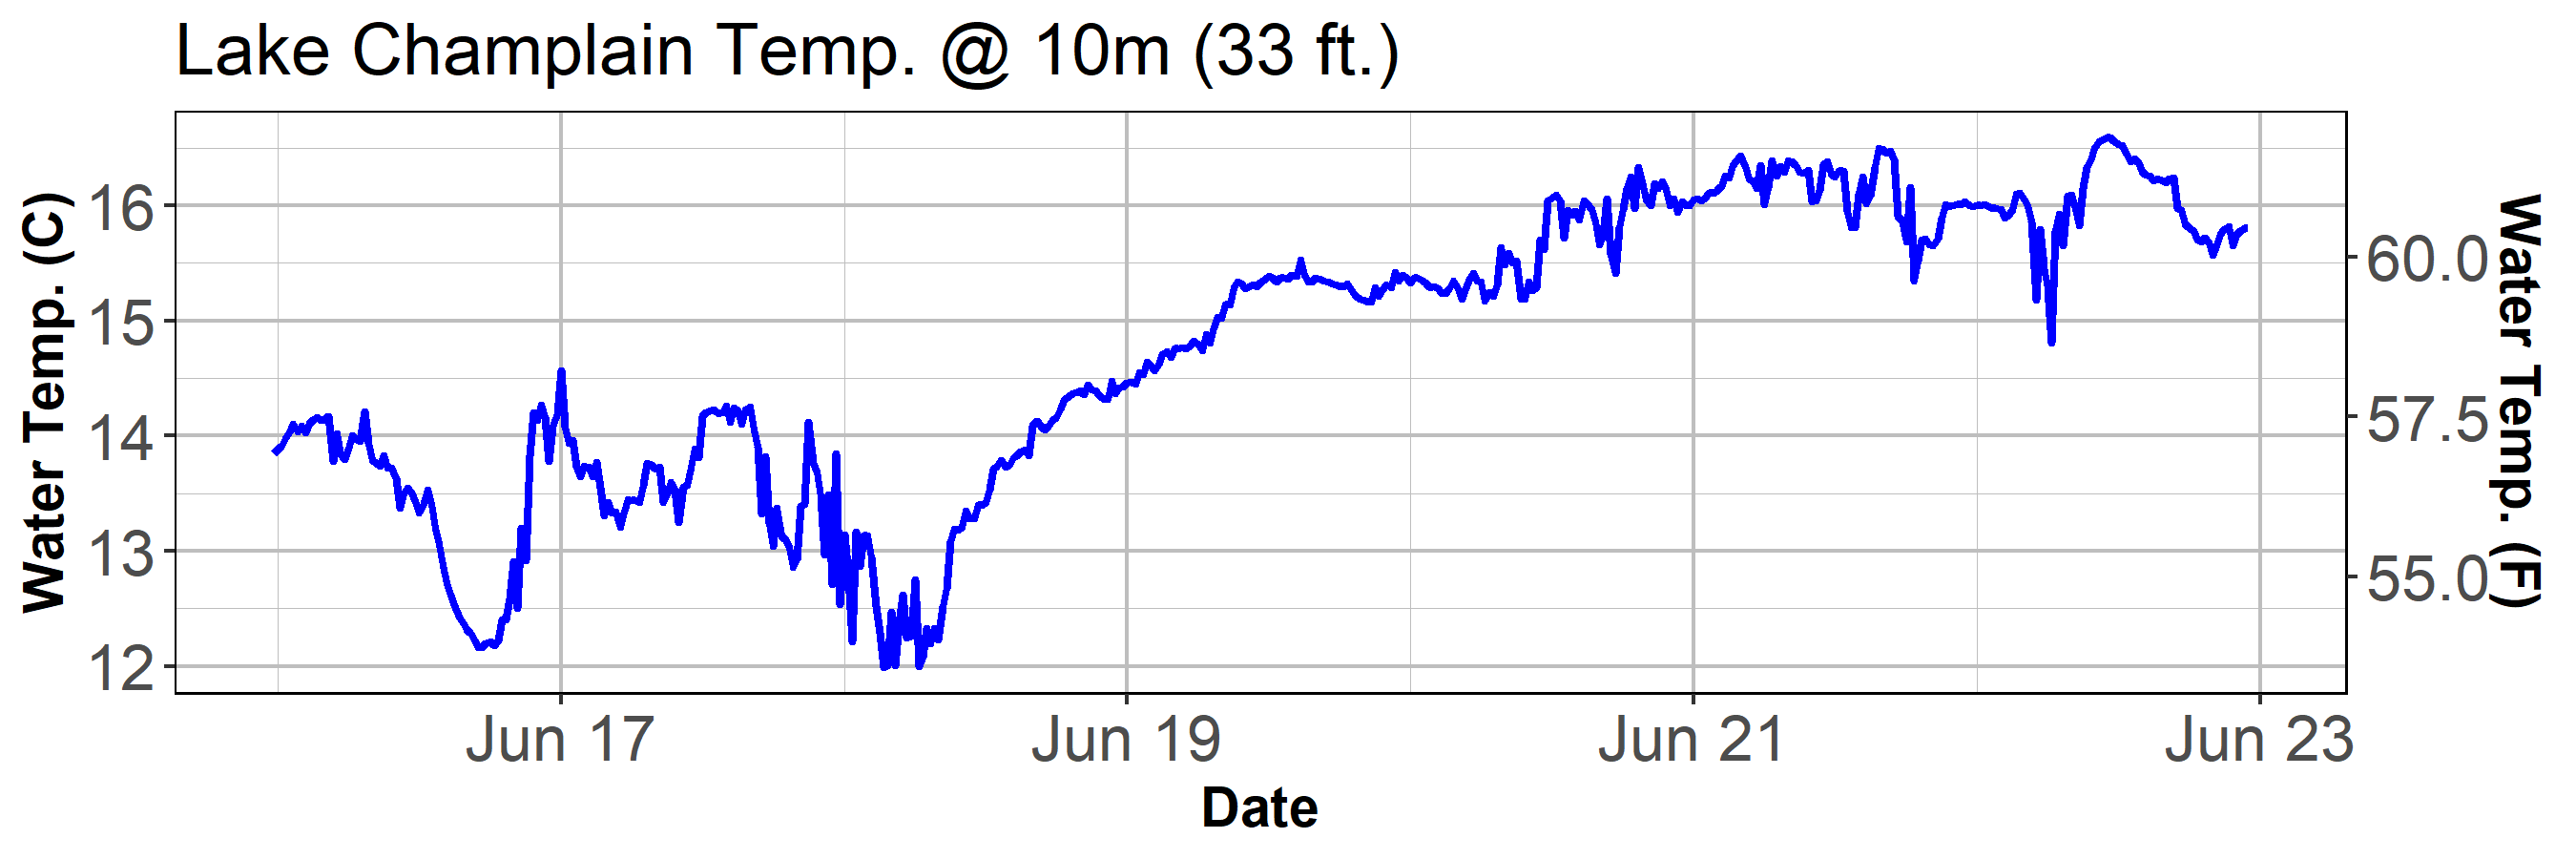 Lake Champlain Temp. @ 10m (33 ft.)
Water Temp. (C)
16
15
14
13
12
60.0
57.5
55.0
Water Temp. (F)
Jun 17 Jun 19 Jun 21 Jun 23
Date